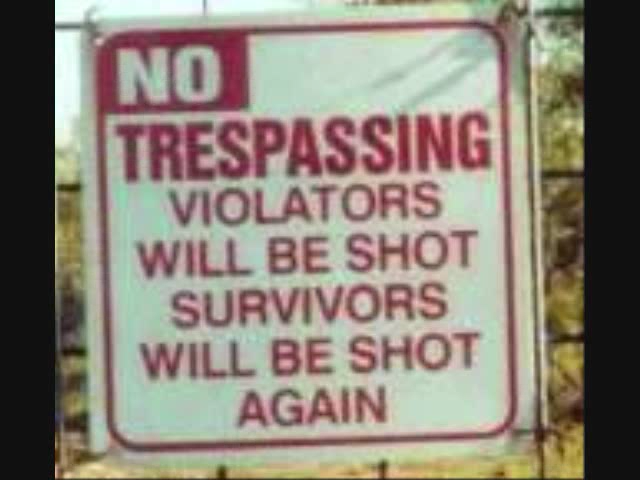 NO
TRESPASSING
VIOLATORS
WILL BE SHOT
SURVIVORS
WILL BE SHOT
AGAIN